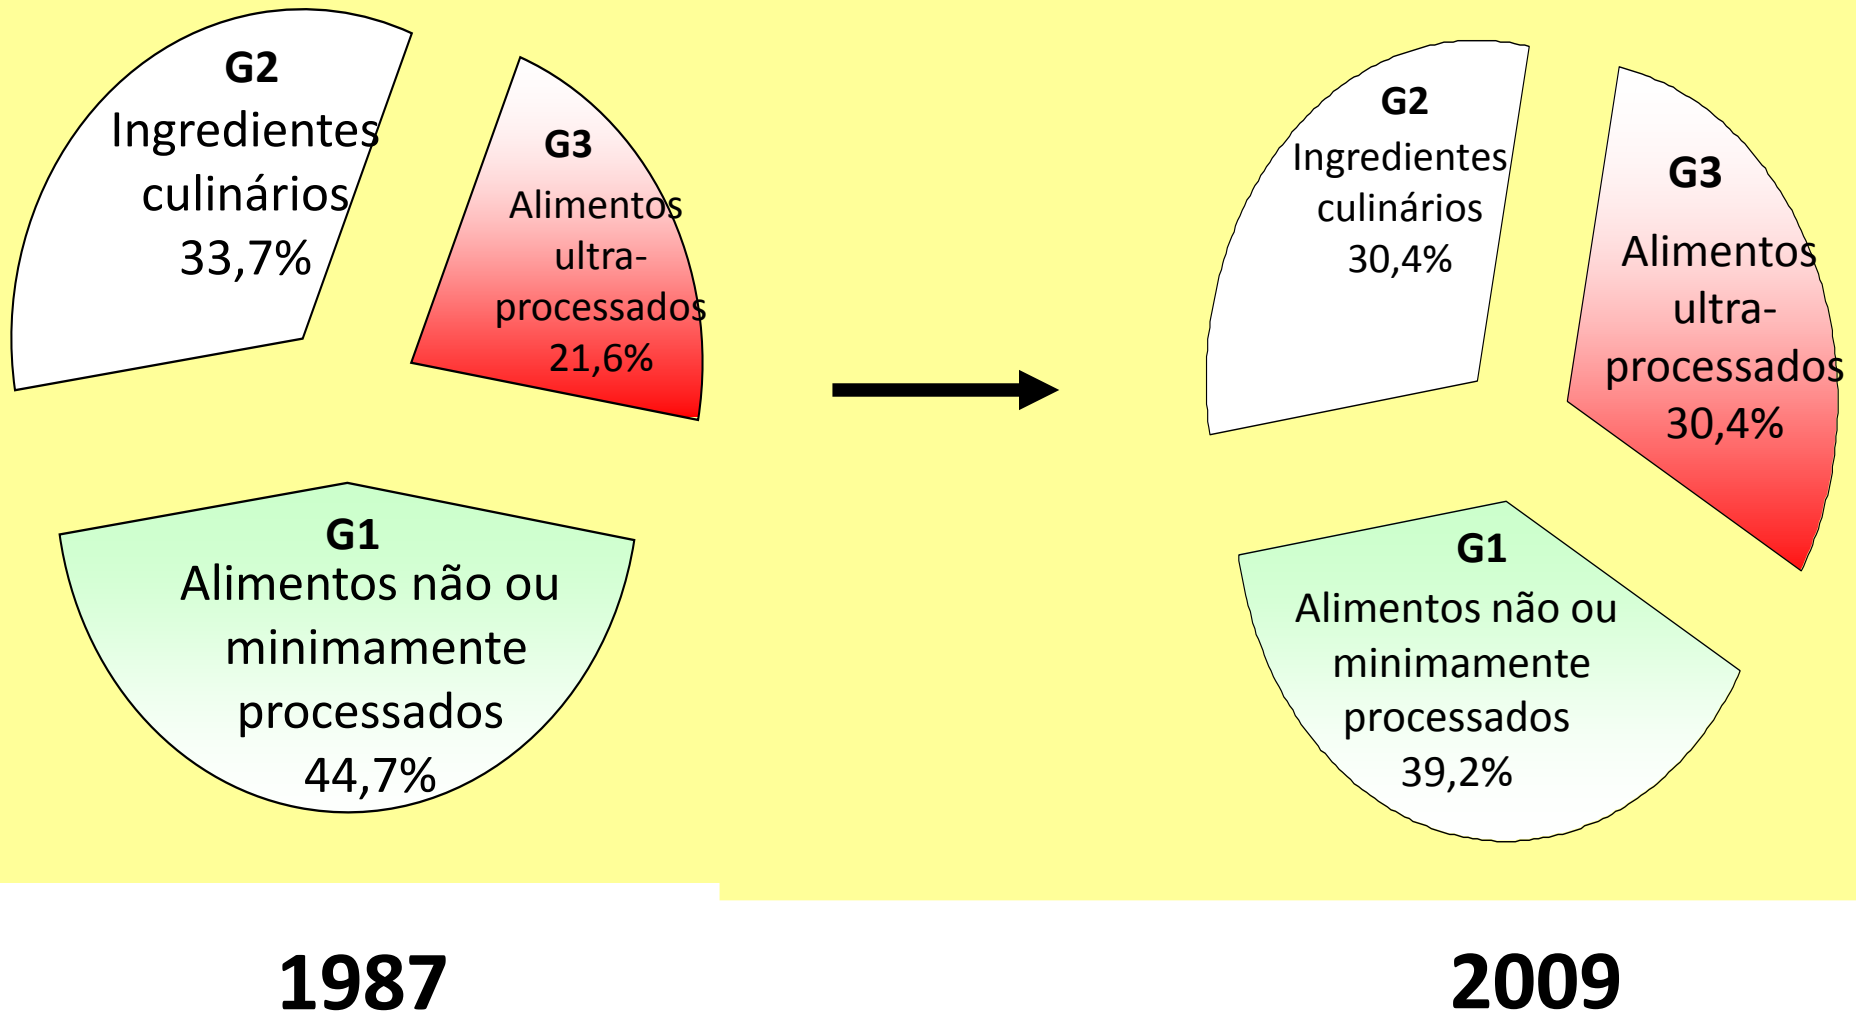 G2
Ingredientes
culinários
33,7%
G3
Alimentos
ultra-
processados
21,6%
G1
Alimentos não ou
minimamente
processados
44,7%
1987
G2
Ingredientes
culinários
30,4%
G3
Alimentos
ultra-
processados
30,4%
G1
Alimentos não ou
minimamente
processados
39,2%
2009